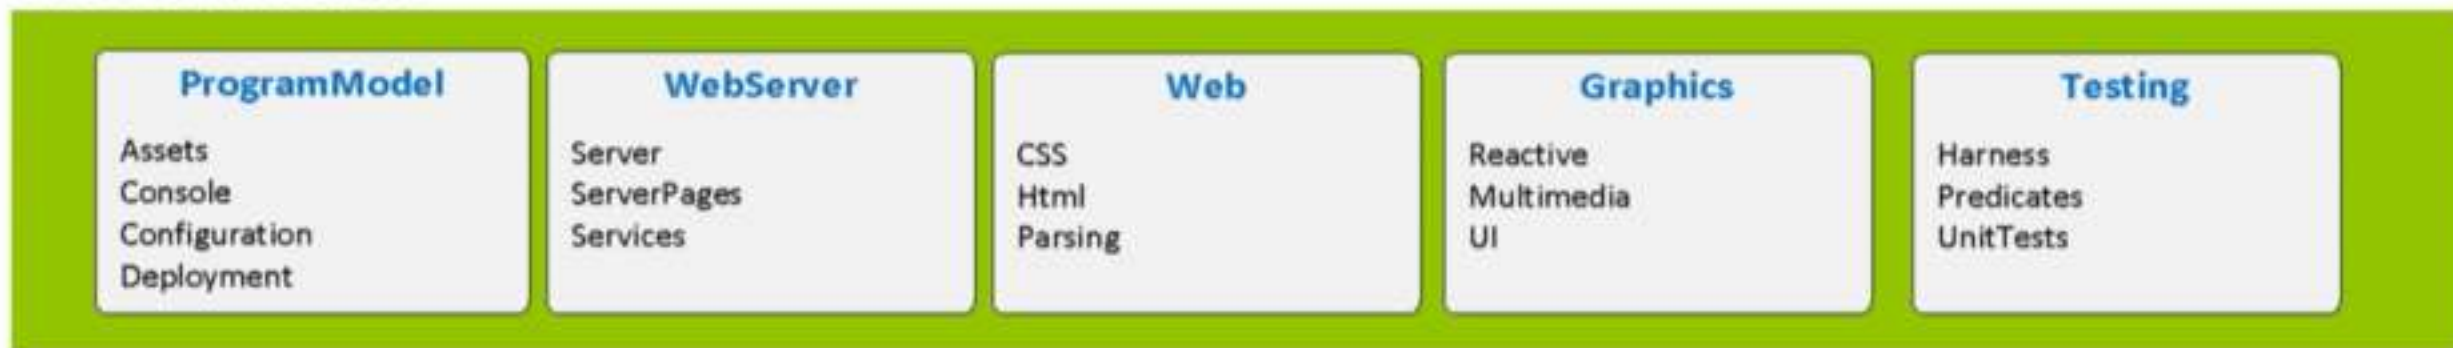 ProgramModel
Assets
Console
Configuration
Deployment
WebServer
Server
ServerPages
Services
Web
CSS
Html
Parsing
Graphics
Reactive
Multimedia
UI
Testing
Harness
Predicates
UnitTests